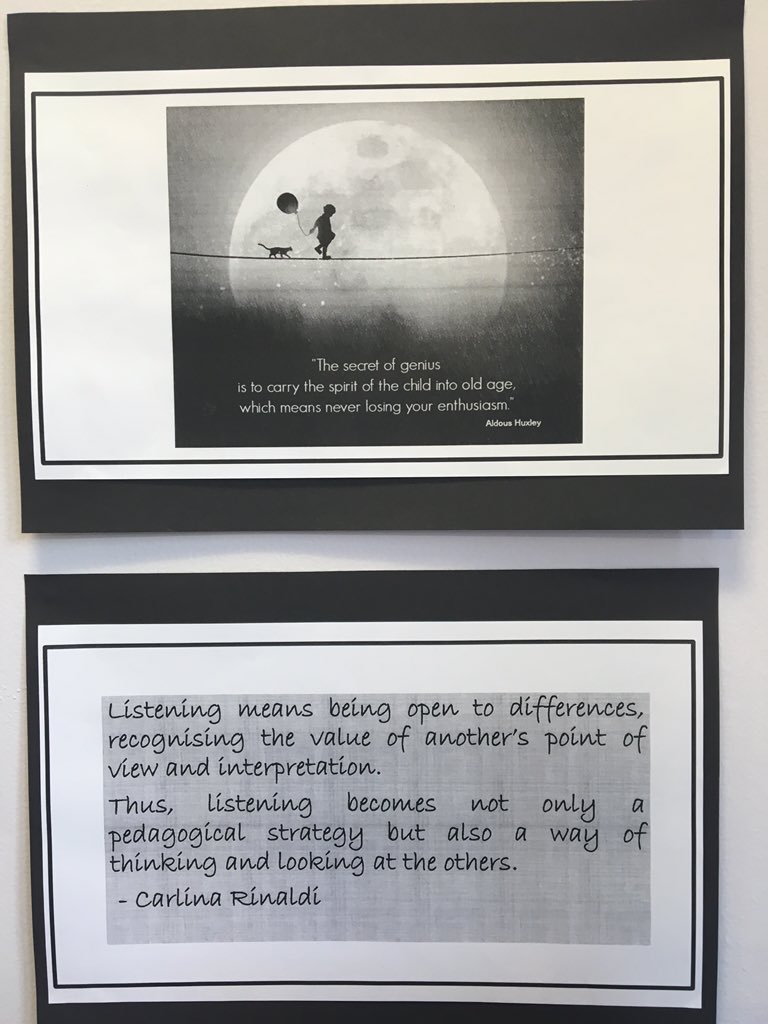 "The secret of genius
is to carry the spirit of the child into old age,
which means never losing your enthusiasm."
Aldous Huxley
Listening means being open to differences,
recognising the value of another's point of
view and interpretation.
Thus, listening becomes not only a
pedagogical strategy but also a way of
thinking and looking at the others.
- Carlina Rinaldi